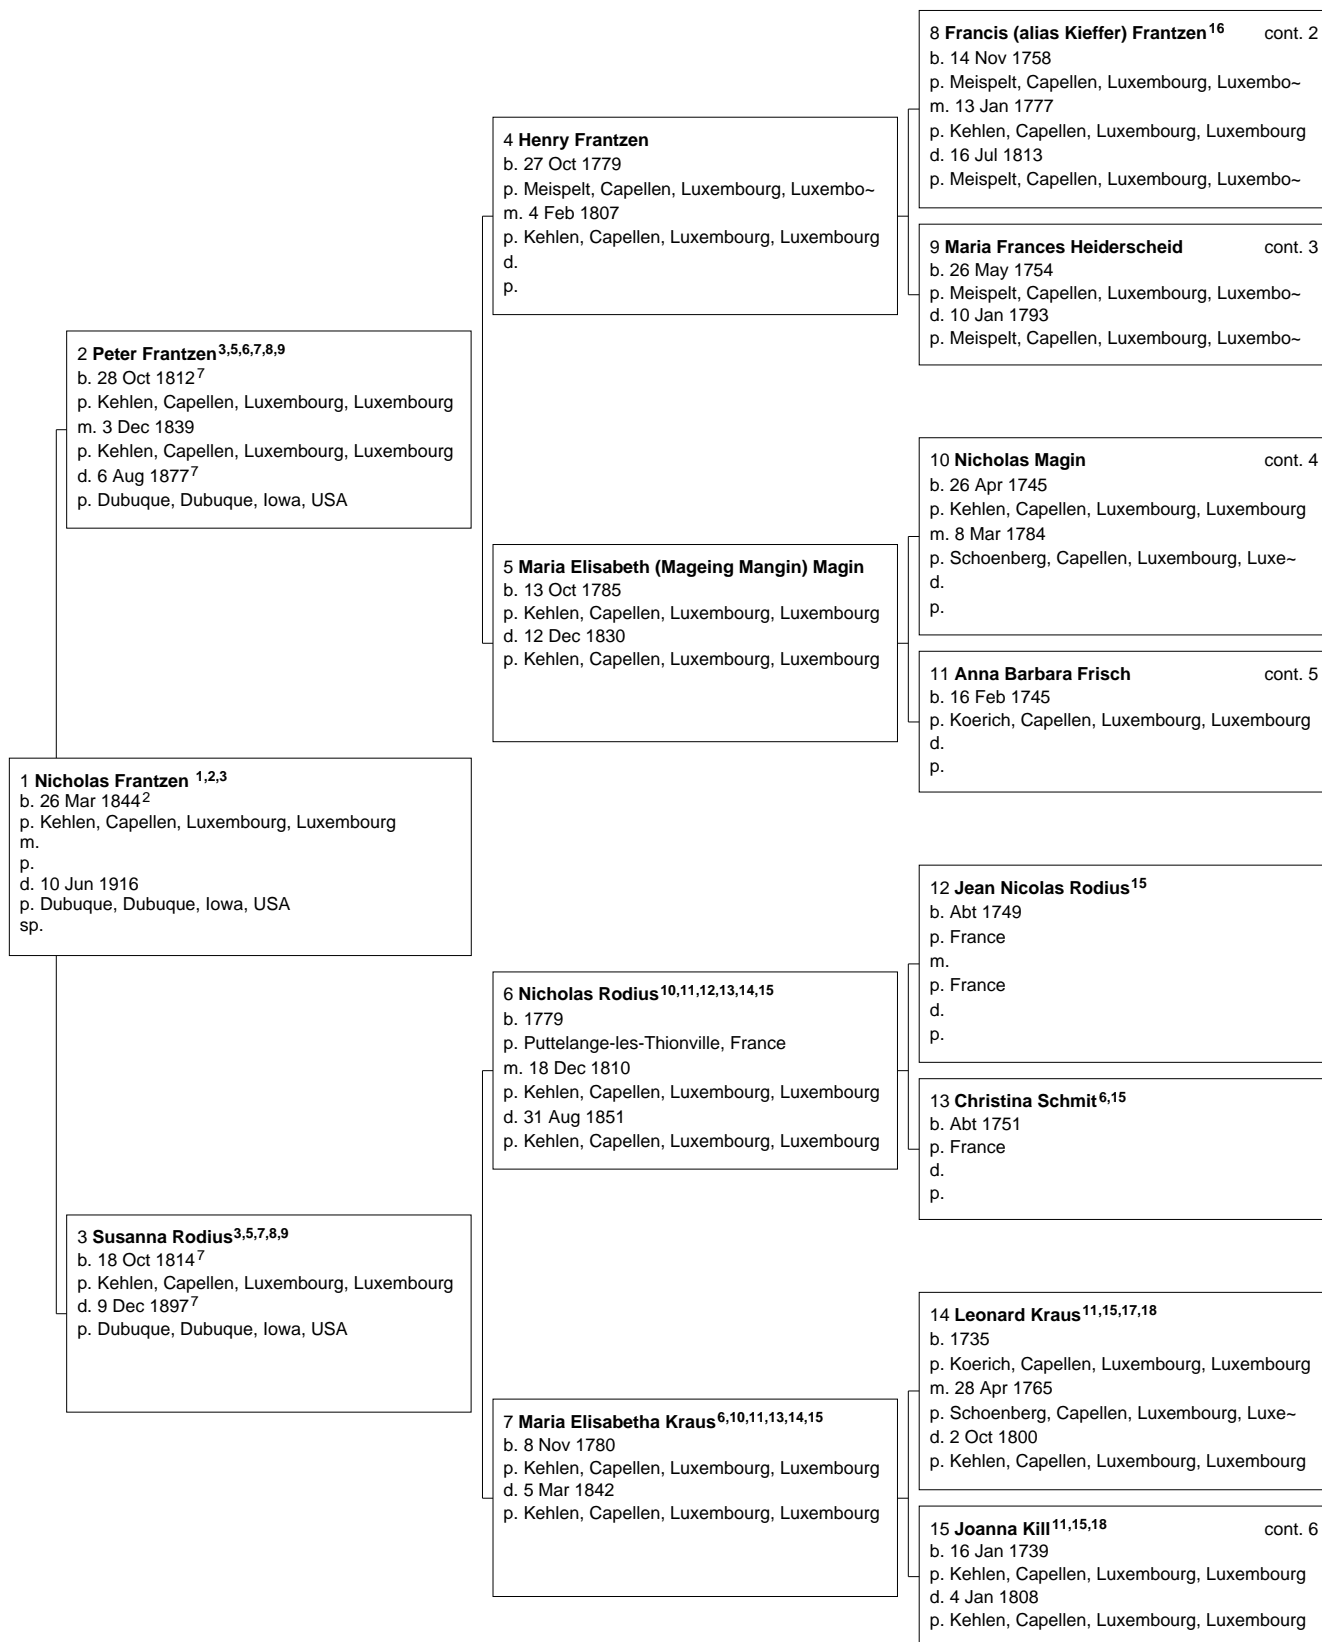 8 Francis (alias Kieffer) Frantzen16 cont. 2
b. 14 Nov 1758
p. Meispelt, Capellen, Luxembourg, Luxembo~
m. 13 Jan 1777
p. Kehlen, Capellen, Luxembourg, Luxembourg
d. 16 Jul 1813
p. Meispelt, Capellen, Luxembourg, Luxembo~
4 Henry Frantzen
b. 27 Oct 1779
p. Meispelt, Capellen, Luxembourg, Luxembo~
m. 4 Feb 1807
p. Kehlen, Capellen, Luxembourg, Luxembourg
d.
p.
9 Maria Frances Heiderscheid cont. 3
b. 26 May 1754
p. Meispelt, Capellen, Luxembourg, Luxembo~
d. 10 Jan 1793
p. Meispelt, Capellen, Luxembourg, Luxembo~
2 Peter Frantzen3,5,6,7,8,9
b. 28 Oct 18127
p. Kehlen, Capellen, Luxembourg, Luxembourg
m. 3 Dec 1839
p. Kehlen, Capellen, Luxembourg, Luxembourg
d. 6 Aug 18777
p. Dubuque, Dubuque, Iowa, USA
10 Nicholas Magin cont. 4
b. 26 Apr 1745
p. Kehlen, Capellen, Luxembourg, Luxembourg
m. 8 Mar 1784
p. Schoenberg, Capellen, Luxembourg, Luxe~
d.
p.
5 Maria Elisabeth (Mageing Mangin) Magin
b. 13 Oct 1785
p. Kehlen, Capellen, Luxembourg, Luxembourg
d. 12 Dec 1830
p. Kehlen, Capellen, Luxembourg, Luxembourg
11 Anna Barbara Frisch cont. 5
b. 16 Feb 1745
p. Koerich, Capellen, Luxembourg, Luxembourg
d.
p.
1 Nicholas Frantzen 1,2,3
b. 26 Mar 18442
p. Kehlen, Capellen, Luxembourg, Luxembourg
m.
p.
d. 10 Jun 1916
p. Dubuque, Dubuque, Iowa, USA
sp.
12 Jean Nicolas Rodius15
b. Abt 1749
p. France
m.
p. France
d.
p.
6 Nicholas Rodius10,11,12,13,14,15
b. 1779
p. Puttelange-les-Thionville, France
m. 18 Dec 1810
p. Kehlen, Capellen, Luxembourg, Luxembourg
d. 31 Aug 1851
p. Kehlen, Capellen, Luxembourg, Luxembourg
13 Christina Schmit6,15
b. Abt 1751
p. France
d.
p.
3 Susanna Rodius3,5,7,8,9
b. 18 Oct 18147
p. Kehlen, Capellen, Luxembourg, Luxembourg
d. 9 Dec 18977
p. Dubuque, Dubuque, Iowa, USA
14 Leonard Kraus11,15,17,18
b. 1735
p. Koerich, Capellen, Luxembourg, Luxembourg
m. 28 Apr 1765
p. Schoenberg, Capellen, Luxembourg, Luxe~
d. 2 Oct 1800
p. Kehlen, Capellen, Luxembourg, Luxembourg
7 Maria Elisabetha Kraus6,10,11,13,14,15
b. 8 Nov 1780
p. Kehlen, Capellen, Luxembourg, Luxembourg
d. 5 Mar 1842
p. Kehlen, Capellen, Luxembourg, Luxembourg
15 Joanna Kill11,15,18 cont. 6
b. 16 Jan 1739
p. Kehlen, Capellen, Luxembourg, Luxembourg
d. 4 Jan 1808
p. Kehlen, Capellen, Luxembourg, Luxembourg